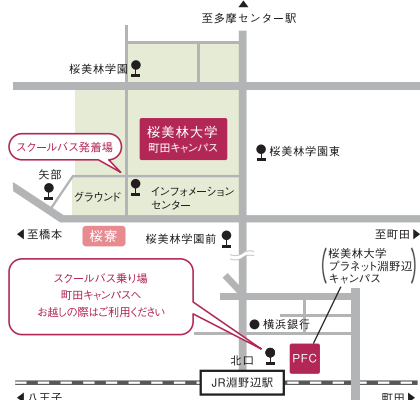 至多摩センター駅
桜美林学園
桜美林大学
町田キャンパス
スクールバス発着場
桜美林学園東
矢部
グラウンド
インフォメーション
センター
至橋本
桜寮
桜美林学園前
至町田
桜美林大学
プラネット淵野辺
キャンパス
スクールバス乗り場
町田キャンパスへ
お越しの際はご利用ください
横浜銀行
北口
PFC
JR淵野辺駅
八王子
町田